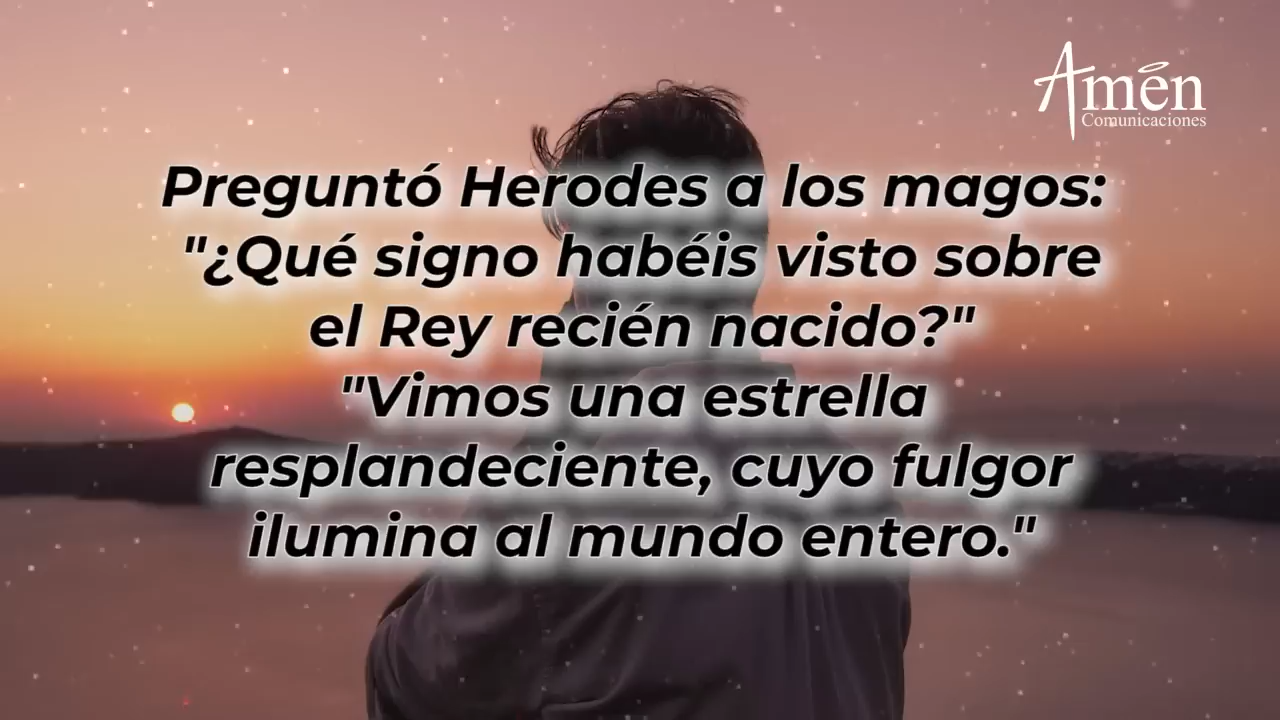 Amén
Comunicaciones
Preguntó Herodes a los magos:
"¿Qué signo habéis visto sobre
el Rey recién nacido?"
"Vimos una estrella
resplandeciente, cuyo fulgor
ilumina al mundo entero."